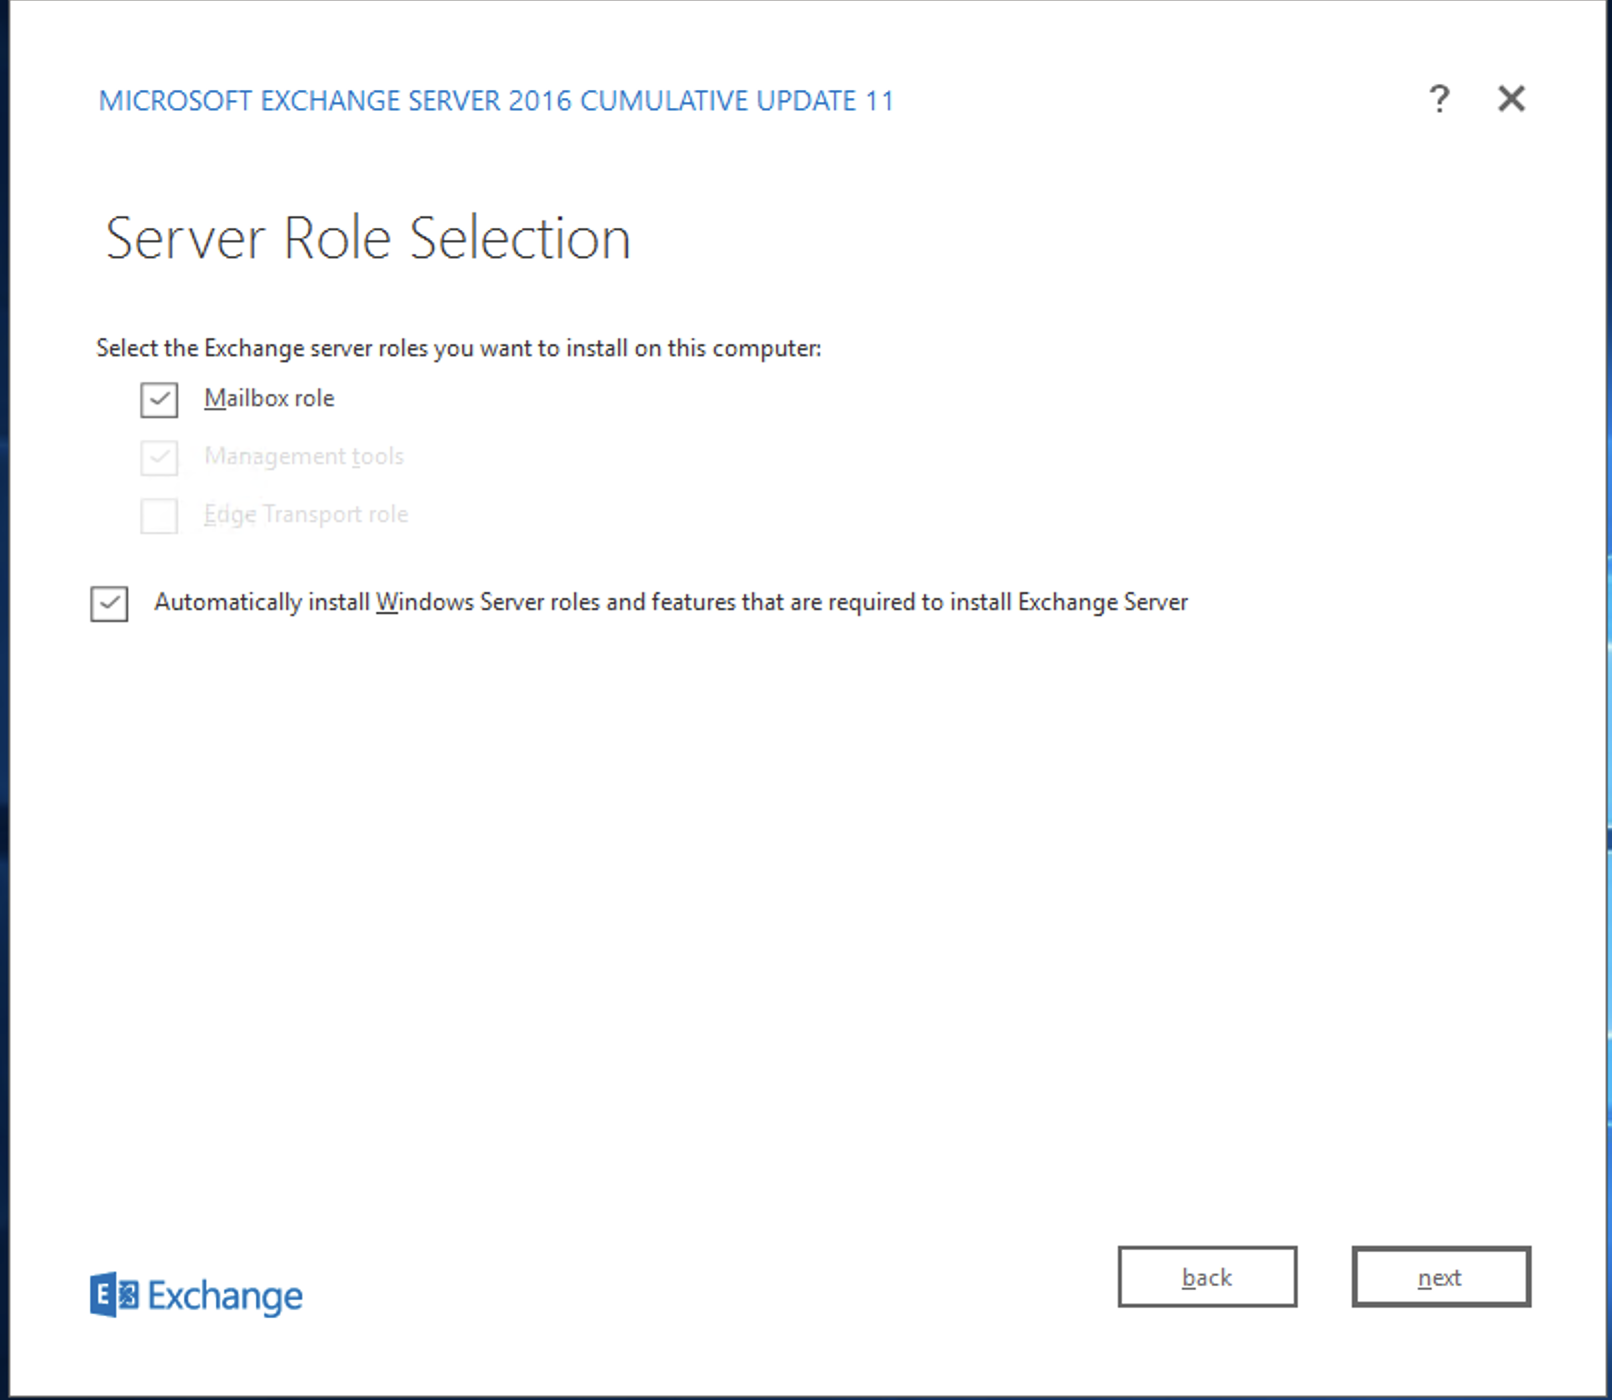 MICROSOFT EXCHANGE SERVER 2016 CUMULATIVE UPDATE 11
?
Server Role Selection
Select the Exchange server roles you want to install on this computer:
Mailbox role
Management tools
Edge Transport role
Automatically install Windows Server roles and features that are required to install Exchange Server
E Exchange
back
next